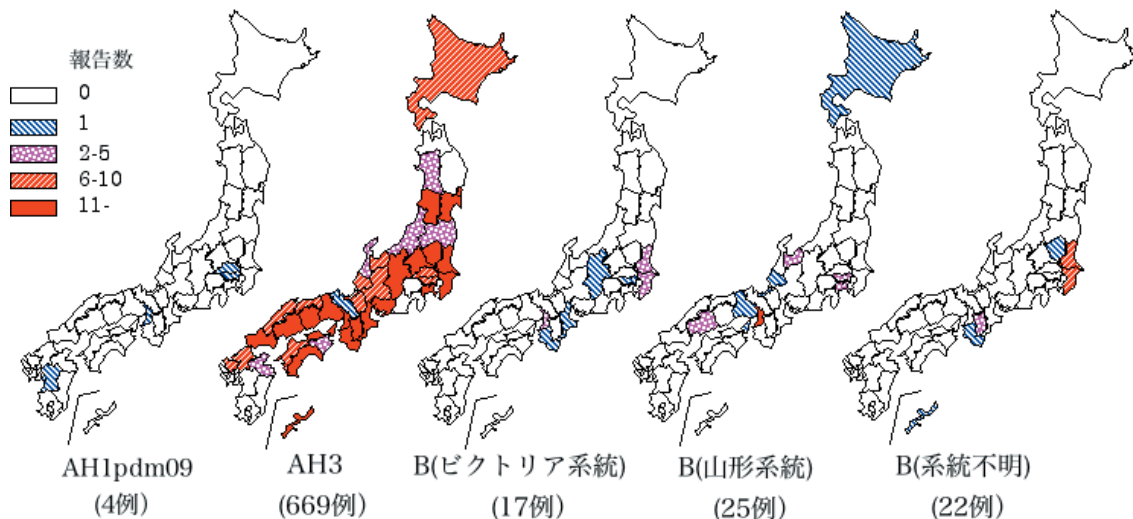 報告数
0
1
2-5
6-10
11-
AH1pdm09
(4例)
AH3
(669例)
B(ビクトリア系統)
(17例)
B(山形系統)
(25例)
B(系統不明)
(22例)